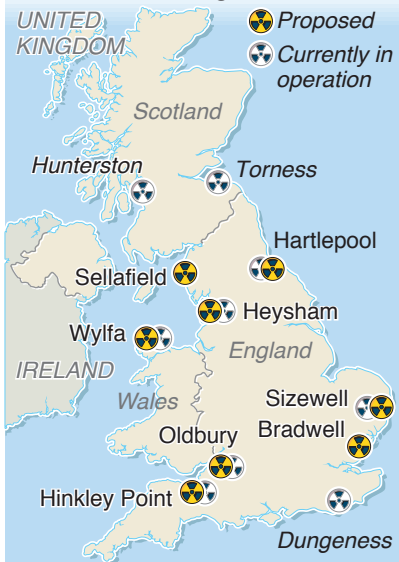 UNITED
KINGDOM
Proposed
Currently in
operation
Scotland
Hunterston
Torness
Hartlepool
Sellafield
Heysham
Wylfa
England
IRELAND
Wales
Sizewell
Oldbury
Bradwell
Hinkley Point
Dungeness